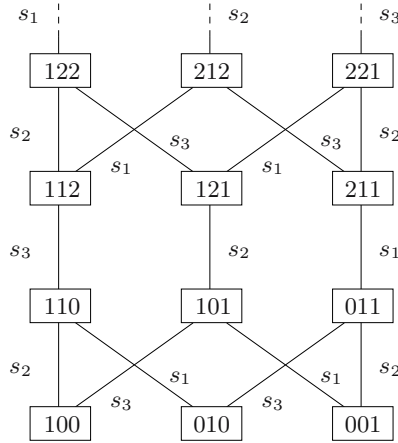 s₁ s₂ s₃
122 212 221
s₂ s₁ s₃ s₁ s₃ s₂
112 121 211
s₃ s₂ s₁
110 101 011
s₂ s₃ s₁ s₃ s₁ s₂
100 010 001